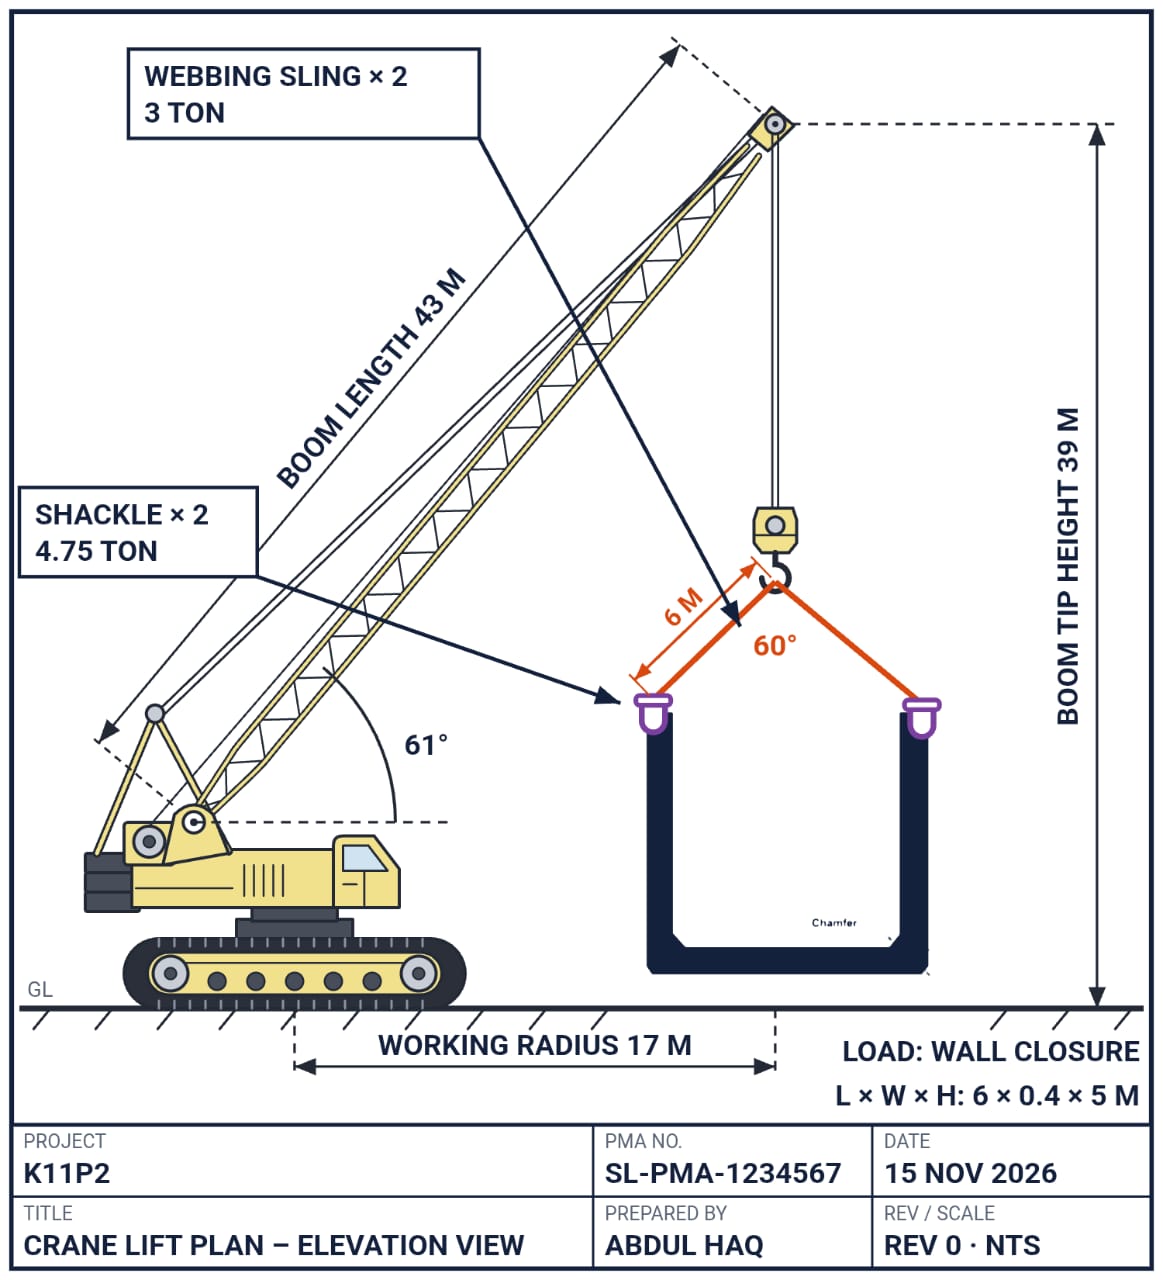 WEBBING SLING × 2
3 TON
BOOM LENGTH 43 M
SHACKLE × 2
4.75 TON
6 M
60°
61°
BOOM TIP HEIGHT 39 M
Chamfer
GL
WORKING RADIUS 17 M
LOAD: WALL CLOSURE
L × W × H: 6 × 0.4 × 5 M
PROJECT
K11P2
PMA NO.
SL-PMA-1234567
DATE
15 NOV 2026
TITLE
CRANE LIFT PLAN – ELEVATION VIEW
PREPARED BY
ABDUL HAQ
REV / SCALE
REV 0 · NTS